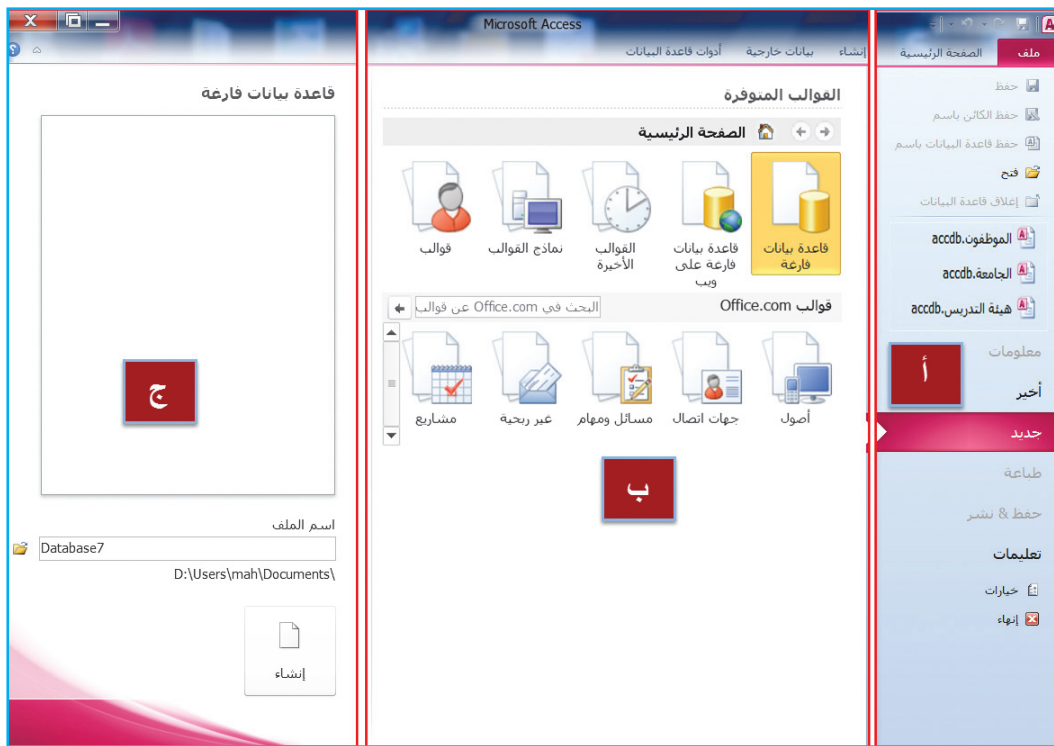 Microsoft Access
ملف
الصفحة الرئيسية
إنشاء
بيانات خارجية
أدوات قاعدة البيانات
حفظ
حفظ الكائن باسم
حفظ قاعدة البيانات باسم
فتح
إغلاق قاعدة البيانات
الموظفون.accdb
الجامعة.accdb
هيئة التدريس.accdb
معلومات
أ
أخير
جديد
طباعة
حفظ & نشر
تعليمات
خيارات
إنهاء
القوالب المتوفرة
الصفحة الرئيسية
قاعدة بيانات
فارغة
قاعدة بيانات
فارغة على
ويب
القوالب
الأخيرة
نماذج القوالب
قوالب
قوالب Office.com
البحث في Office.com عن قوالب
أصول
جهات اتصال
مسائل ومهام
غير ربحية
مشاريع
ب
قاعدة بيانات فارغة
ج
اسم الملف
Database7
D:\Users\mah\Documents\
إنشاء